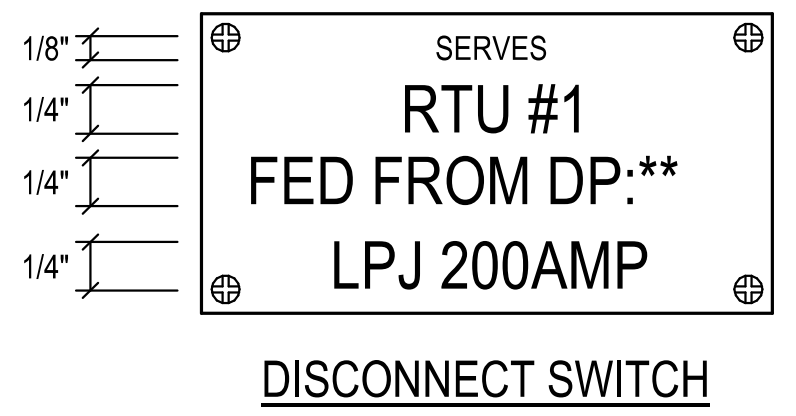 1/8" SERVES
1/4" RTU #1
1/4" FED FROM DP:**
1/4" LPJ 200AMP
DISCONNECT SWITCH